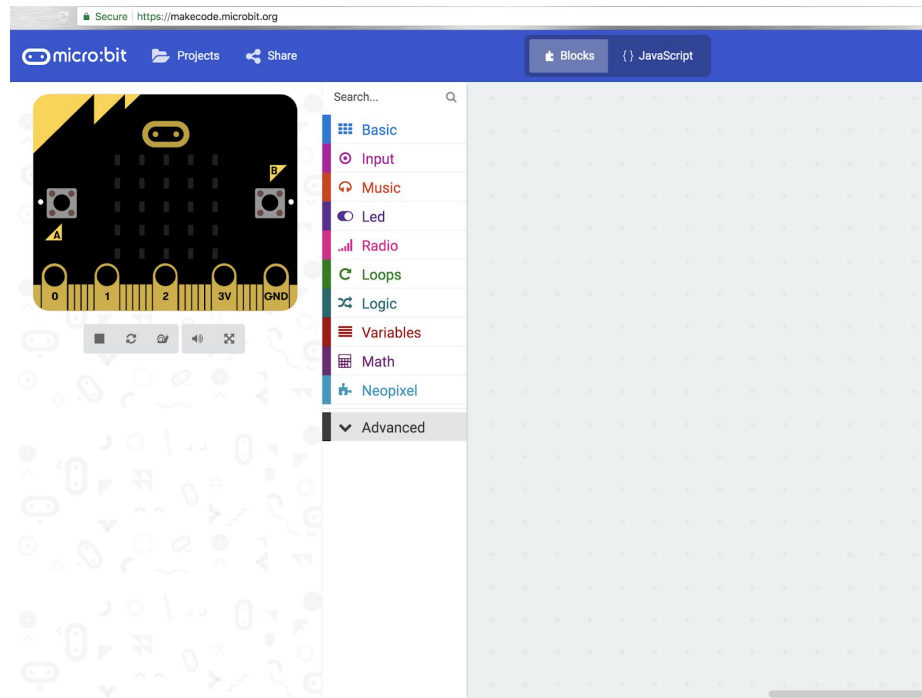 Secure https://makecode.microbit.org
micro:bit Projects Share Blocks {} JavaScript
Search...
Basic
Input
Music
Led
Radio
Loops
Logic
Variables
Math
Neopixel
Advanced
B
A
0 1 2 3V GND